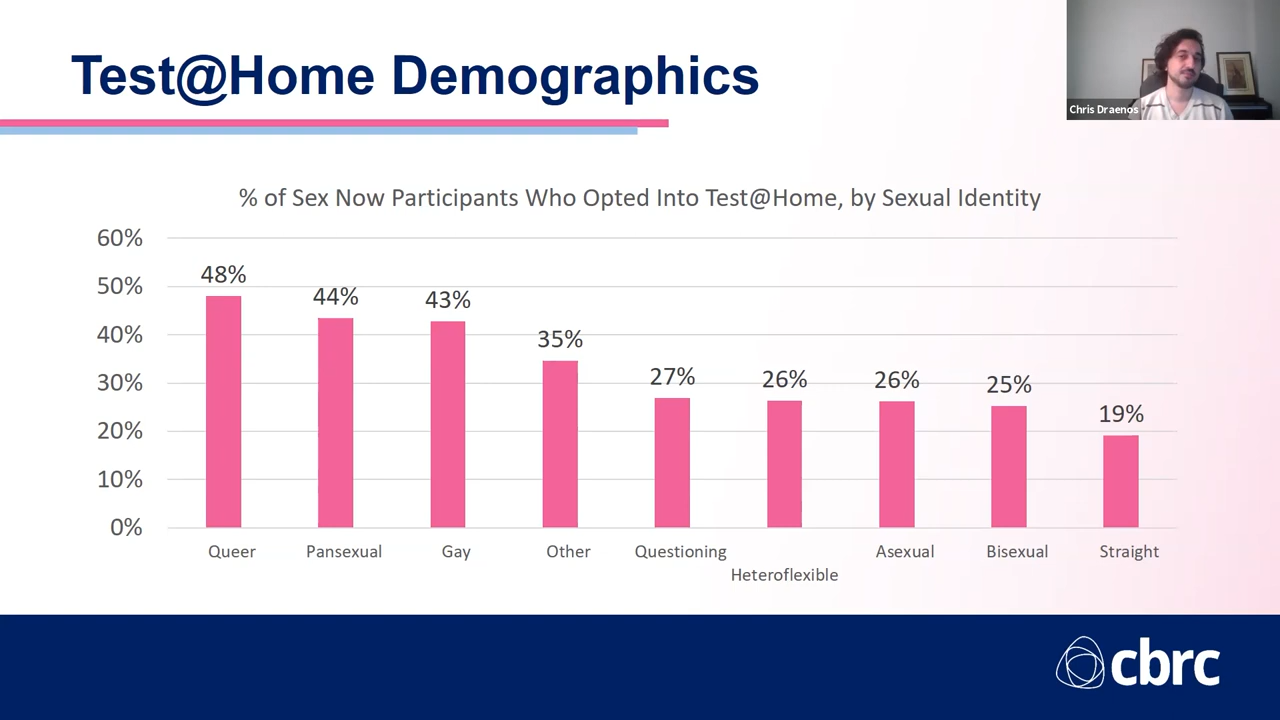 Test@Home Demographics
Chris Draenos
% of Sex Now Participants Who Opted Into Test@Home, by Sexual Identity
60%
50%
40%
30%
20%
10%
0%
48%
44%
43%
35%
27%
26%
26%
25%
19%
Queer
Pansexual
Gay
Other
Questioning
Heteroflexible
Asexual
Bisexual
Straight
cbrc